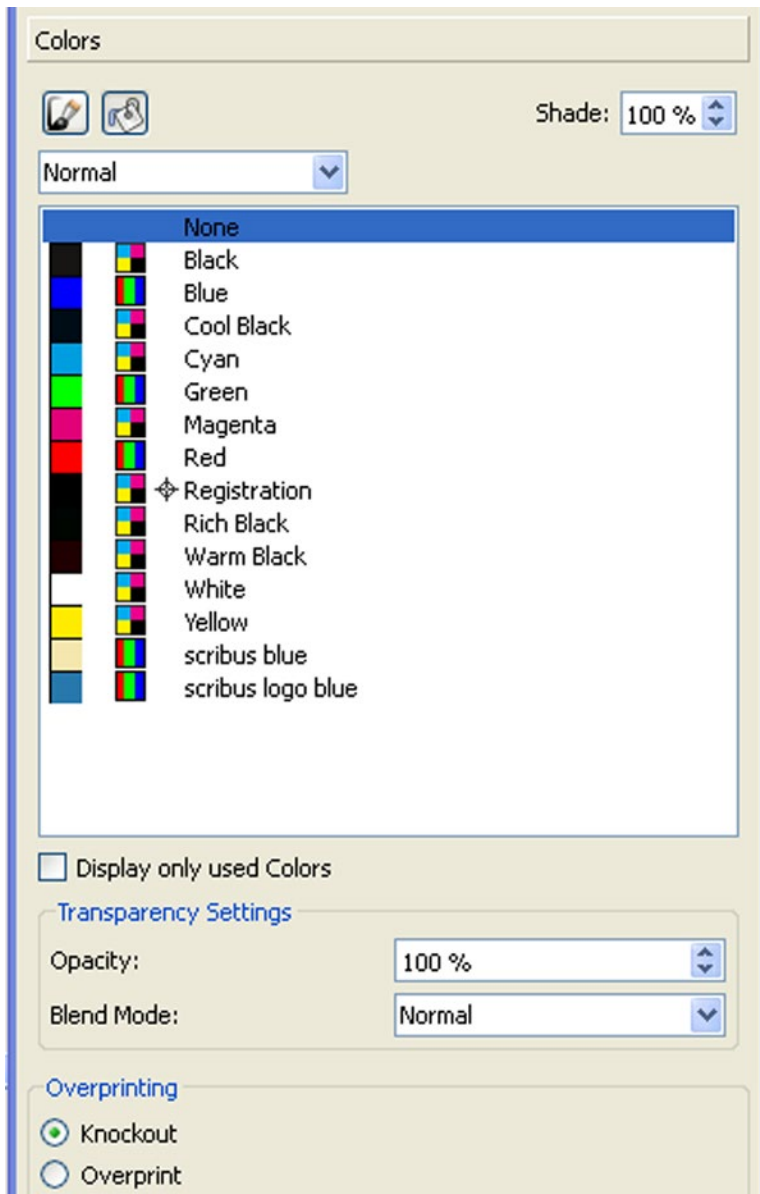 Colors
Shade: 100 %
Normal
None
Black
Blue
Cool Black
Cyan
Green
Magenta
Red
Registration
Rich Black
Warm Black
White
Yellow
scribus blue
scribus logo blue
Display only used Colors
Transparency Settings
Opacity: 100 %
Blend Mode: Normal
Overprinting
Knockout
Overprint